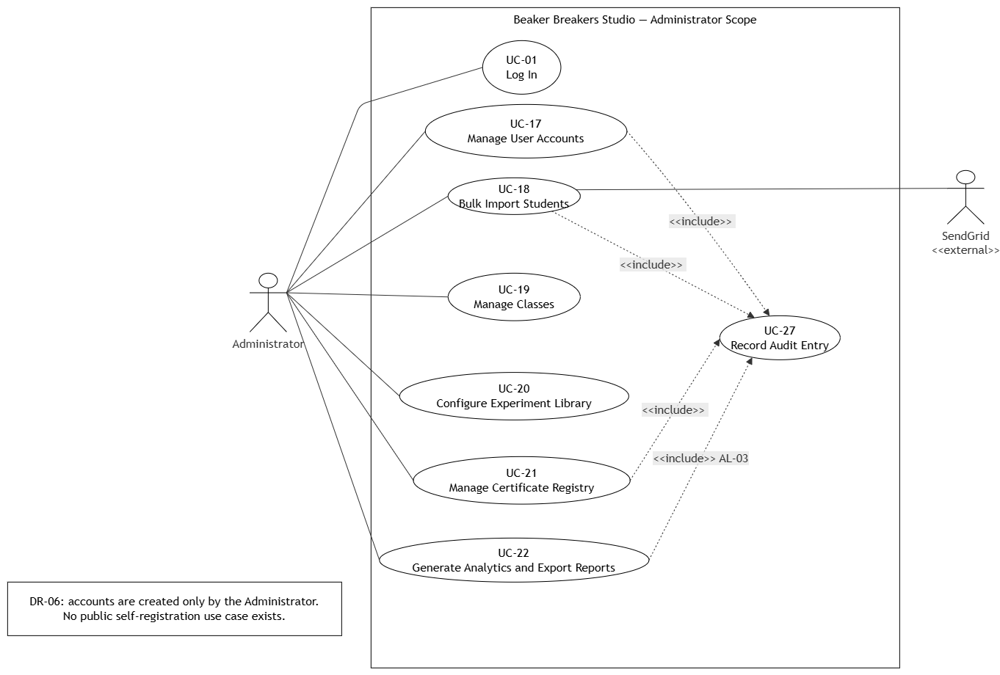 Beaker Breakers Studio — Administrator Scope
UC-01
Log In
UC-17
Manage User Accounts
UC-18
Bulk Import Students
<<include>>
SendGrid
<<external>>
<<include>>
UC-19
Manage Classes
Administrator
UC-27
Record Audit Entry
UC-20
Configure Experiment Library
<<include>>
<<include>> AL-03
UC-21
Manage Certificate Registry
UC-22
Generate Analytics and Export Reports
DR-06: accounts are created only by the Administrator.
No public self-registration use case exists.